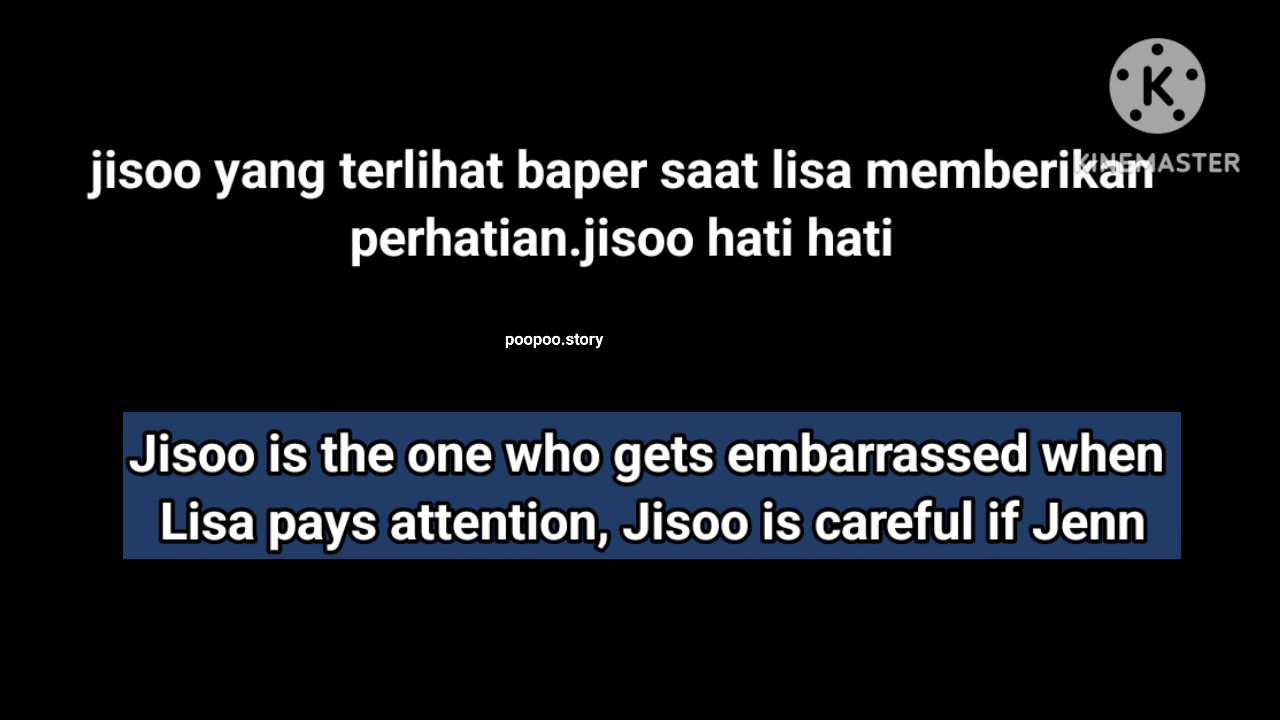 KINEMASTER
jisoo yang terlihat baper saat lisa memberikan
perhatian.jisoo hati hati
poopoo.story
Jisoo is the one who gets embarrassed when
Lisa pays attention, Jisoo is careful if Jenn